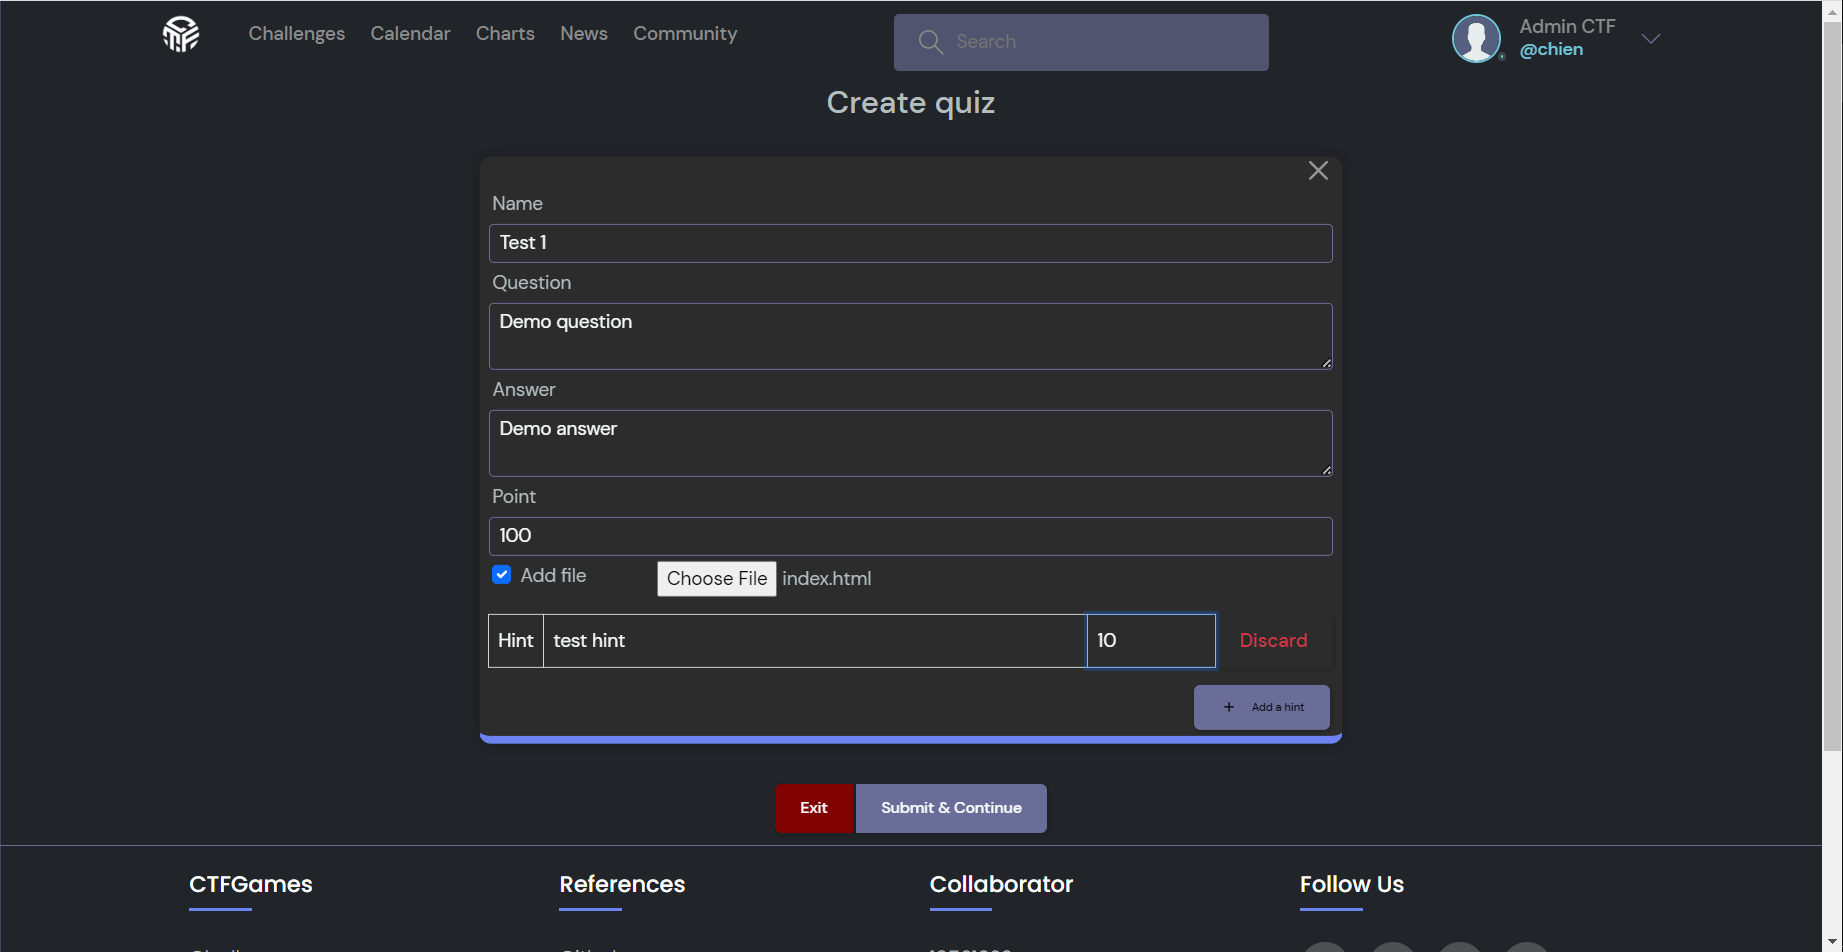 Challenges Calendar Charts News Community Search Admin CTF
@chien
Create quiz
Name
Test 1
Question
Demo question
Answer
Demo answer
Point
100
Add file Choose File index.html
Hint test hint 10 Discard
+ Add a hint
Exit Submit & Continue
CTFGames References Collaborator Follow Us